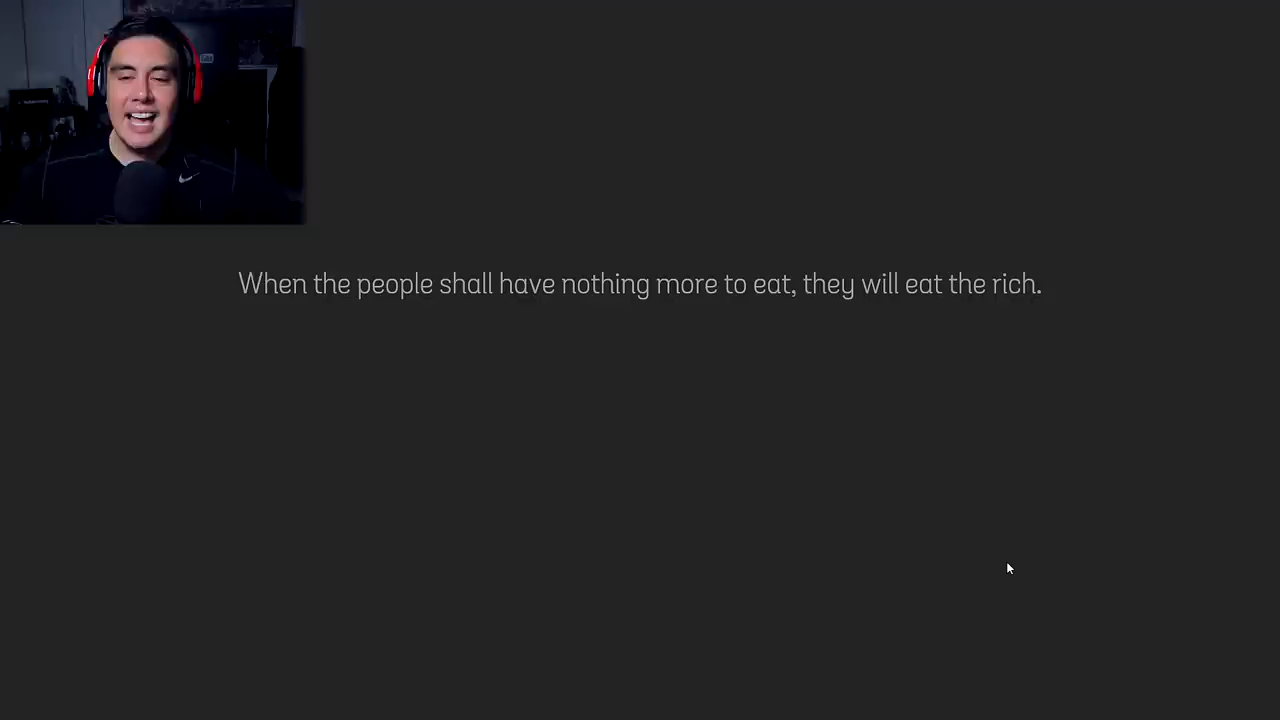 When the people shall have nothing more to eat, they will eat the rich.